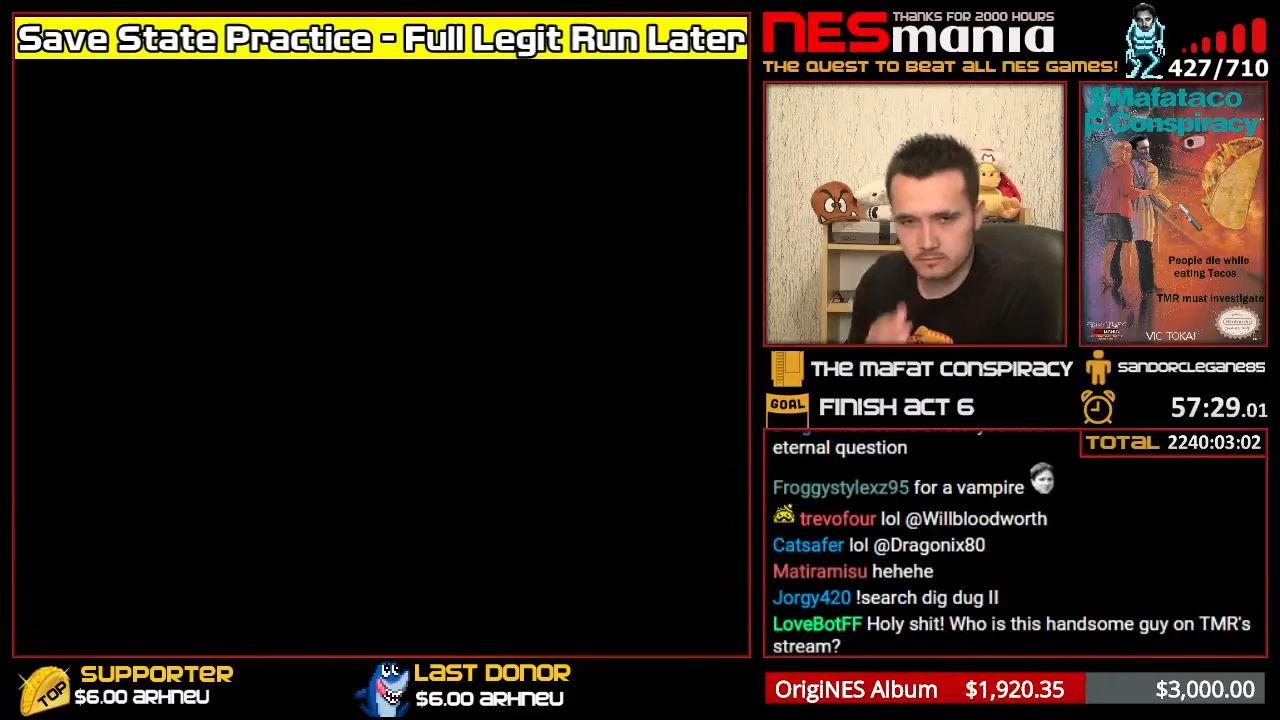 Save State Practice - Full Legit Run Later
THANKS FOR 2000 HOURS
NESmania
THE QUEST TO BEAT ALL NES GAMES!
427/710
Mafataco
Conspiracy
People die while
eating Tacos
TMR must investigate
VIC TOKAI
THE MAFAT CONSPIRACY
SANDORCLEGANE85
GOAL
FINISH ACT 6
57:29.01
TOTAL 2240:03:02
eternal question
Froggystylexz95 for a vampire
trevofour lol @Willbloodworth
Catsafer lol @Dragonix80
Matiramisu hehehe
Jorgy420 !search dig dug II
LoveBotFF Holy shit! Who is this handsome guy on TMR's
stream?
TOP
SUPPORTER
$6.00 ARHNEU
LAST DONOR
$6.00 ARHNEU
OrigiNES Album $1,920.35 $3,000.00